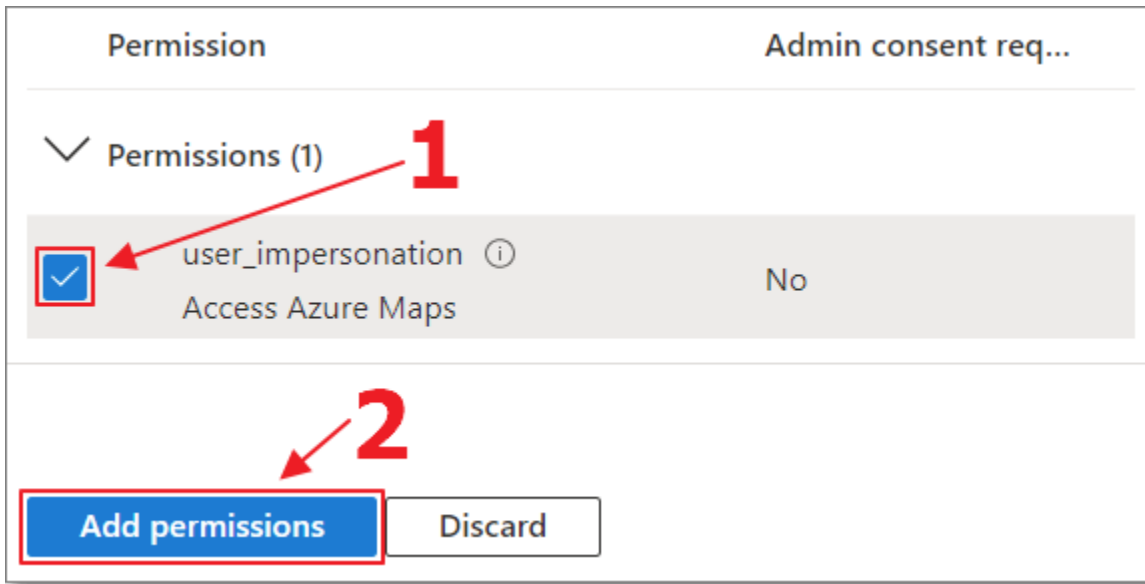 Permission Admin consent req...
Permissions (1)
1
user_impersonation
Access Azure Maps
No
2
Add permissions Discard